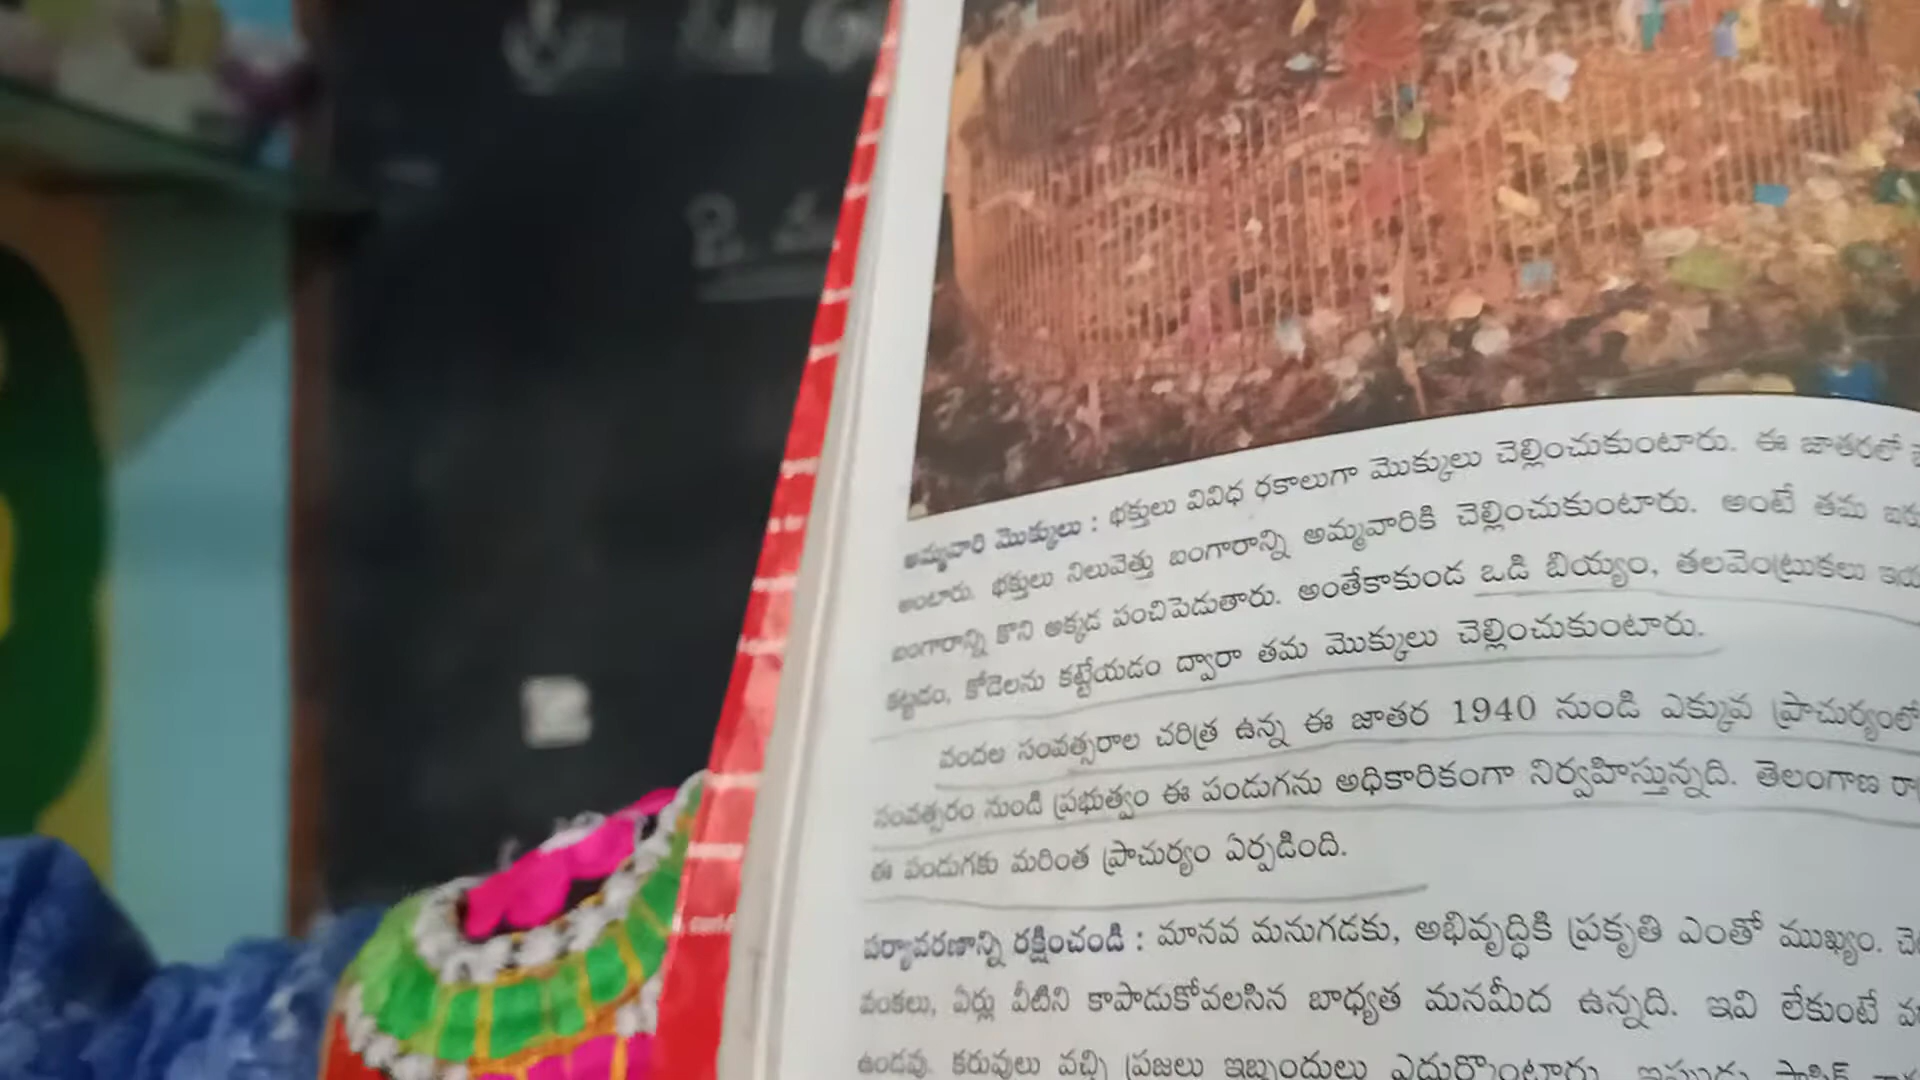 అమ్మవారి మొక్కులు : భక్తులు వివిధ రకాలుగా మొక్కులు చెల్లించుకుంటారు. ఈ జాతరలో
అంటారు. భక్తులు నిలువెత్తు బంగారాన్ని అమ్మవారికి చెల్లించుకుంటారు. అంటే తమ
బంగారాన్ని కొని అక్కడ పంచిపెడుతారు. అంతేకాకుండ ఒడి బియ్యం, తలవెంట్రుకలు
కట్టడం, కోడెలను కట్టేయడం ద్వారా తమ మొక్కులు చెల్లించుకుంటారు.
వందల సంవత్సరాల చరిత్ర ఉన్న ఈ జాతర 1940 నుండి ఎక్కువ ప్రాచుర్యంలో
సంవత్సరం నుండి ప్రభుత్వం ఈ పండుగను అధికారికంగా నిర్వహిస్తున్నది. తెలంగాణ
ఈ పండుగకు మరింత ప్రాచుర్యం ఏర్పడింది.
పర్యావరణాన్ని రక్షించండి : మానవ మనుగడకు, అభివృద్ధికి ప్రకృతి ఎంతో ముఖ్యం.
వంకలు, ఏర్లు వీటిని కాపాడుకోవలసిన బాధ్యత మనమీద ఉన్నది. ఇవి లేకుంటే
ఉండవు. కరువులు వచ్చి ప్రజలు ఇబ్బందులు ఎదుర్కొంటారు.